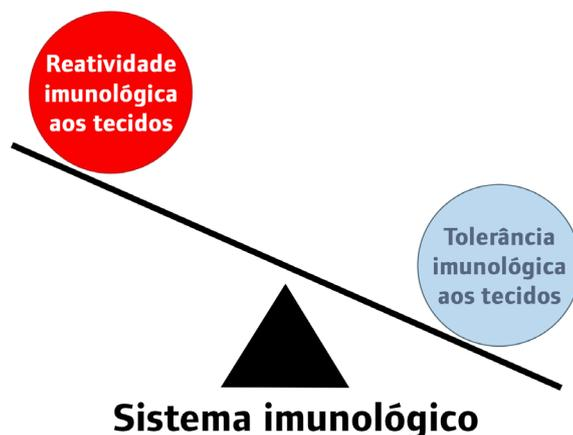 Reatividade
imunológica
aos tecidos
Tolerância
imunológica
aos tecidos
Sistema imunológico